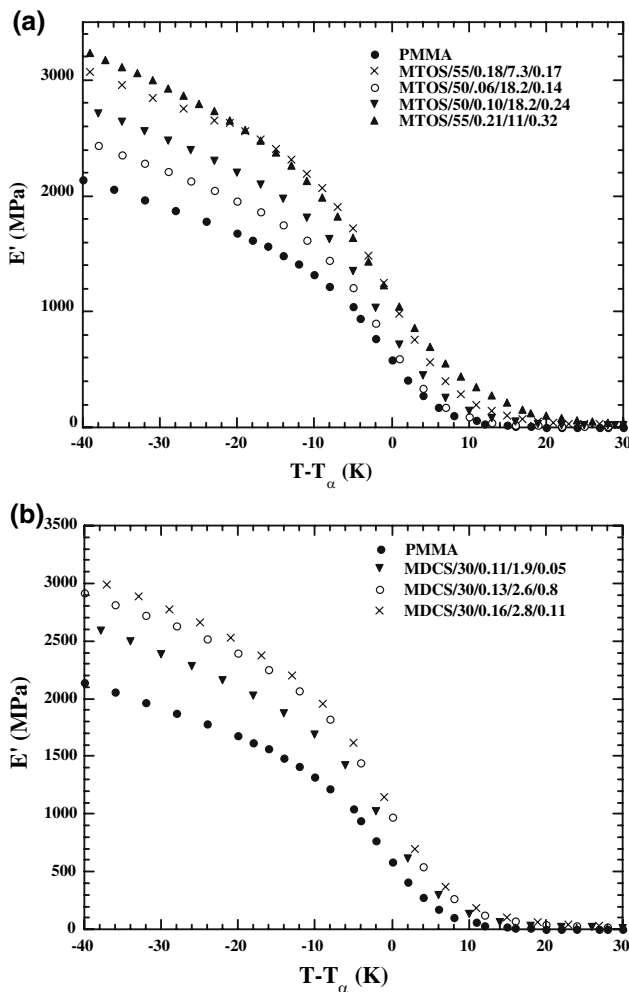 (a)
PMMA
MTOS/55/0.18/7.3/0.17
MTOS/50/.06/18.2/0.14
MTOS/50/0.10/18.2/0.24
MTOS/55/0.21/11/0.32
3000
2000
1000
0
E' (MPa)
-40 -30 -20 -10 0 10 20 30
T-Tα (K)
(b)
PMMA
MDCS/30/0.11/1.9/0.05
MDCS/30/0.13/2.6/0.8
MDCS/30/0.16/2.8/0.11
3500
3000
2500
2000
1500
1000
500
0
E' (MPa)
-40 -30 -20 -10 0 10 20 30
T-Tα (K)